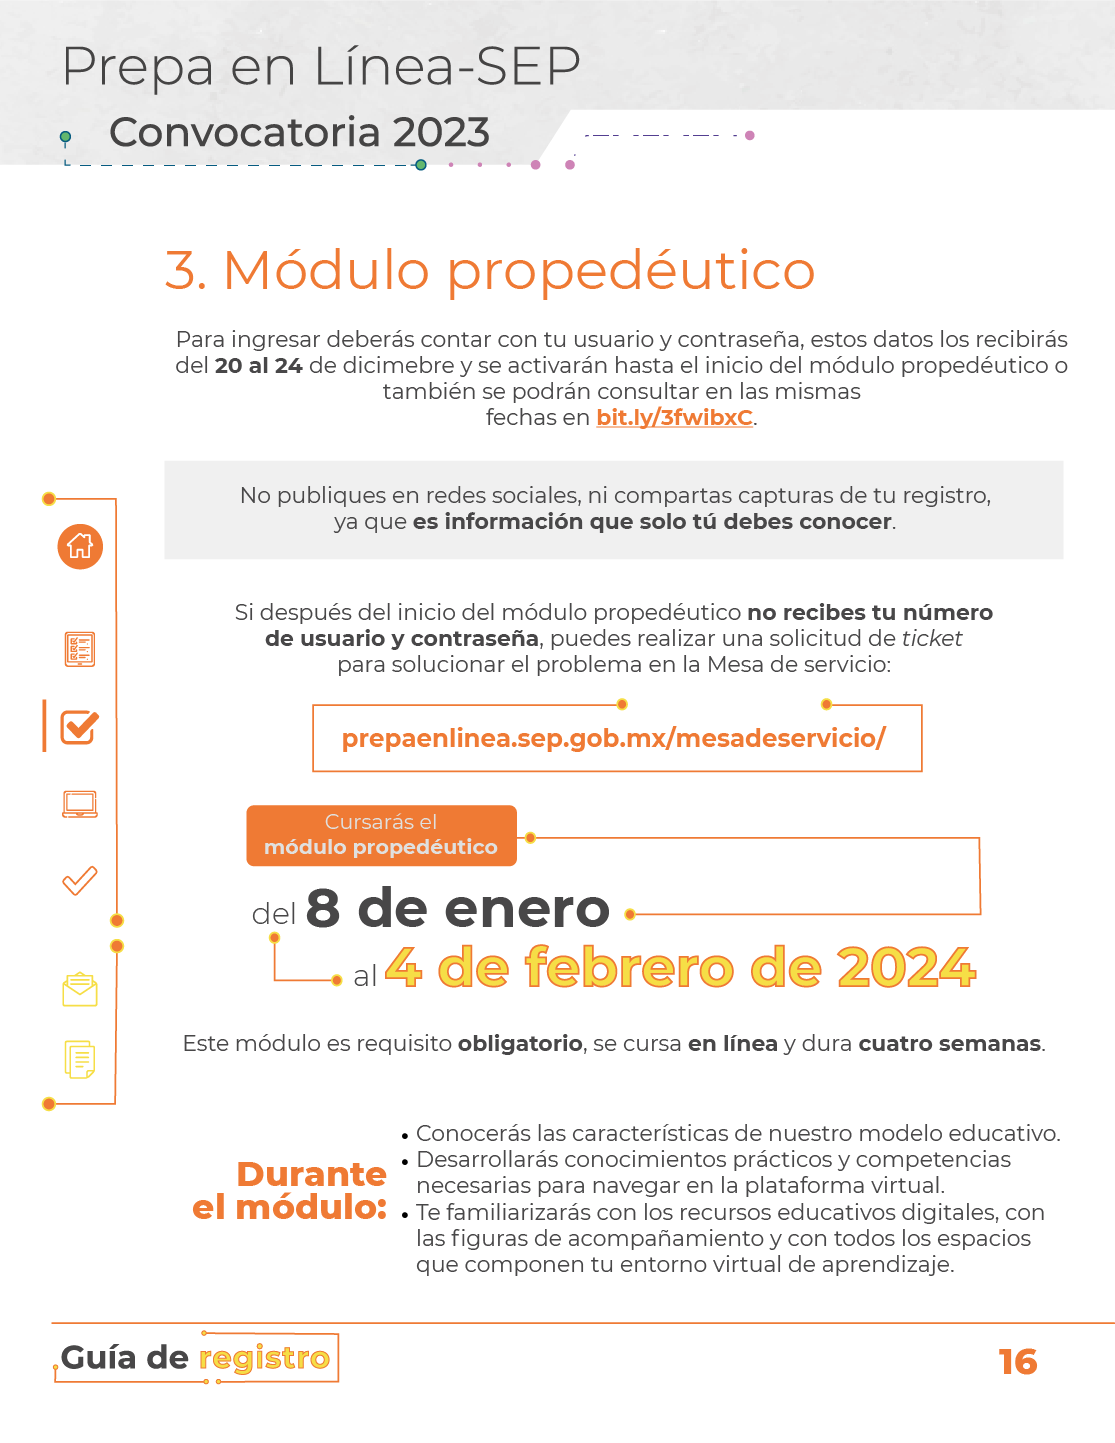 Prepa en Línea-SEP
Convocatoria 2023
3. Módulo propedéutico
Para ingresar deberás contar con tu usuario y contraseña, estos datos los recibirás
del 20 al 24 de dicimebre y se activarán hasta el inicio del módulo propedéutico o
también se podrán consultar en las mismas
fechas en bit.ly/3fwibxC.
No publiques en redes sociales, ni compartas capturas de tu registro,
ya que es información que solo tú debes conocer.
Si después del inicio del módulo propedéutico no recibes tu número
de usuario y contraseña, puedes realizar una solicitud de ticket
para solucionar el problema en la Mesa de servicio:
prepaenlinea.sep.gob.mx/mesadeservicio/
Cursarás el
módulo propedéutico
del 8 de enero
al 4 de febrero de 2024
Este módulo es requisito obligatorio, se cursa en línea y dura cuatro semanas.
Durante
el módulo:
• Conocerás las características de nuestro modelo educativo.
• Desarrollarás conocimientos prácticos y competencias
necesarias para navegar en la plataforma virtual.
• Te familiarizarás con los recursos educativos digitales, con
las figuras de acompañamiento y con todos los espacios
que componen tu entorno virtual de aprendizaje.
Guía de registro
16